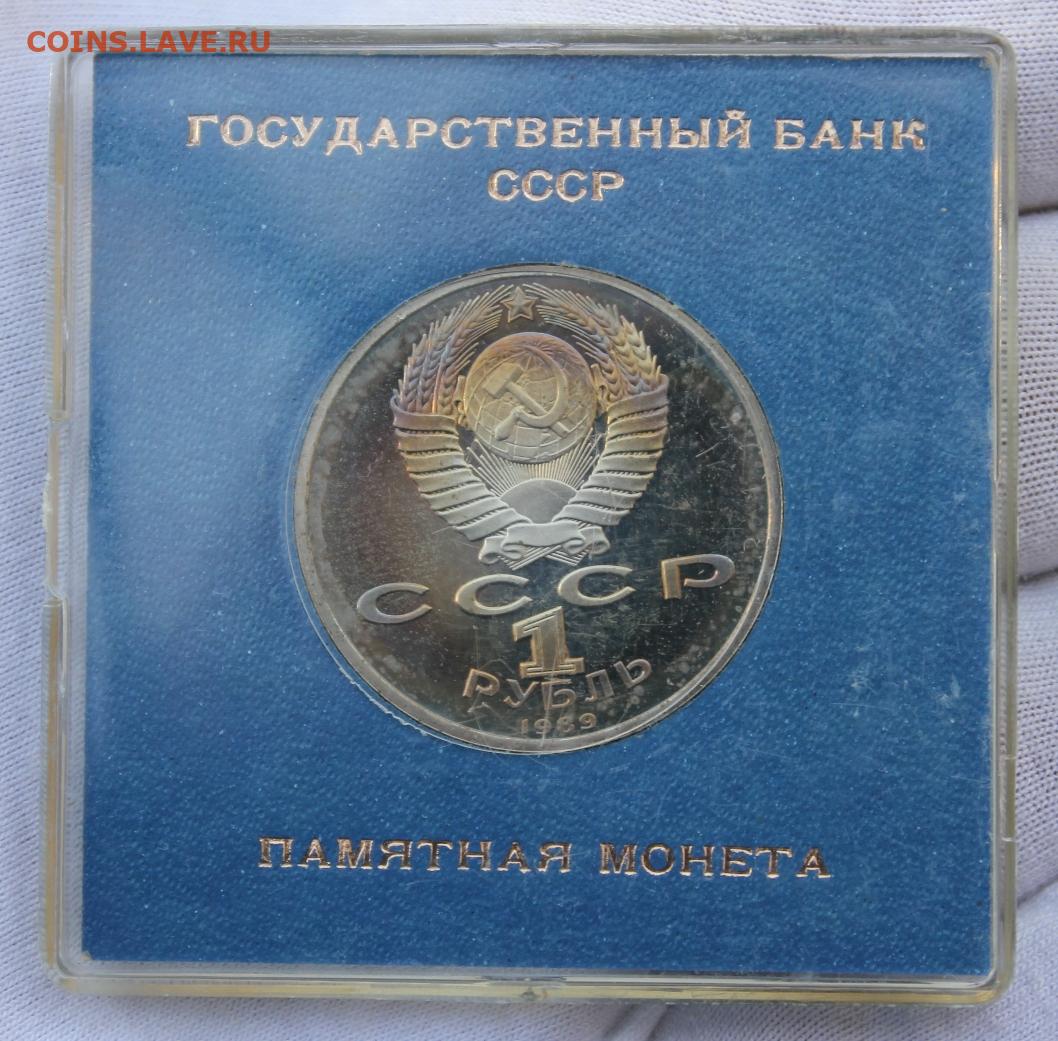 COINS.LAVE.RU
ГОСУДАРСТВЕННЫЙ БАНК
СССР
СССР
1
РУБЛЬ
1989
ПАМЯТНАЯ МОНЕТА